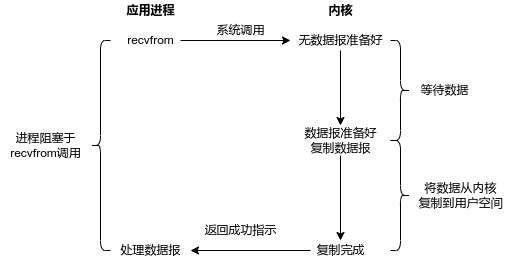 应用进程
内核
系统调用
recvfrom
无数据报准备好
等待数据
进程阻塞于
recvfrom调用
数据报准备好
复制数据报
将数据从内核
复制到用户空间
返回成功指示
处理数据报
复制完成